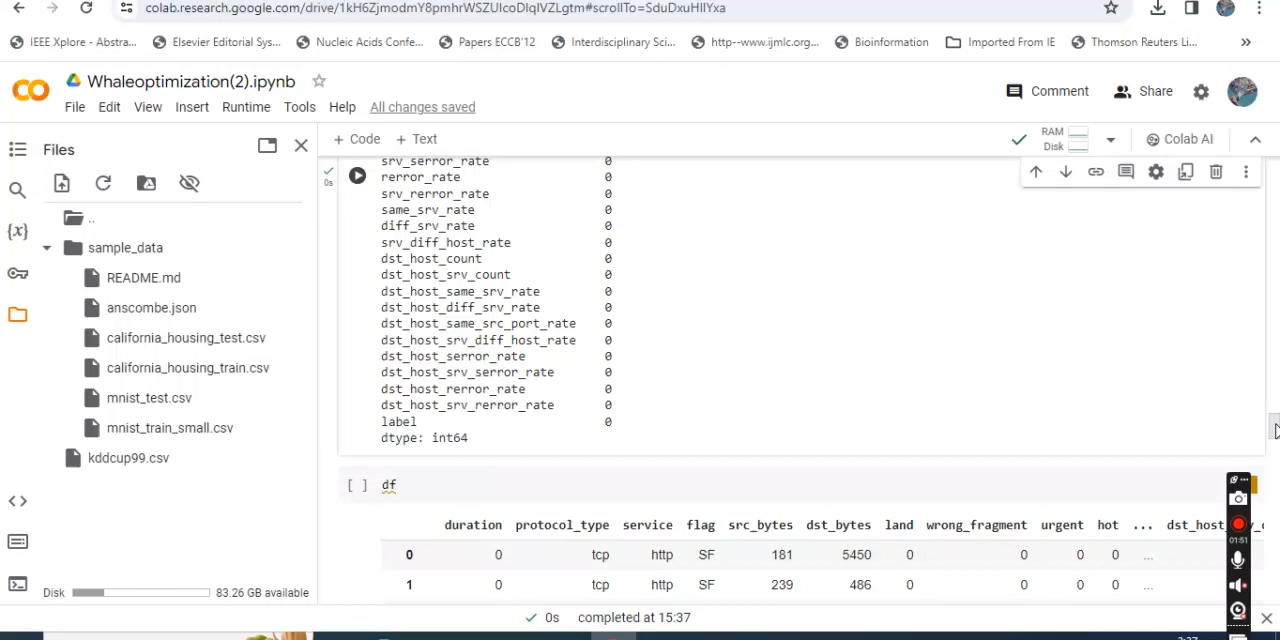 colab.research.google.com/drive/1kH6ZjmodmY8pmhrWSZUIcoDIqIVZLgtm#scrollTo=SduDxuHIlYxa
IEEE Xplore - Abstra... Elsevier Editorial Sys... Nucleic Acids Confe... Papers ECCB'12 Interdisciplinary Sci... http--www.ijmlc.org... Bioinformation Imported From IE Thomson Reuters Li... »
Whaleoptimization(2).ipynb
File Edit View Insert Runtime Tools Help All changes saved
Comment Share
CO
Files
+ Code + Text
RAM
Disk
Colab AI
srv_serror_rate 0
0s
rerror_rate 0
srv_rerror_rate 0
same_srv_rate 0
diff_srv_rate 0
srv_diff_host_rate 0
dst_host_count 0
dst_host_srv_count 0
dst_host_same_srv_rate 0
dst_host_diff_srv_rate 0
dst_host_same_src_port_rate 0
dst_host_srv_diff_host_rate 0
dst_host_serror_rate 0
dst_host_srv_serror_rate 0
dst_host_rerror_rate 0
dst_host_srv_rerror_rate 0
label 0
dtype: int64
{x}
..
sample_data
README.md
anscombe.json
california_housing_test.csv
california_housing_train.csv
mnist_test.csv
mnist_train_small.csv
kddcup99.csv
[ ] df
duration protocol_type service flag src_bytes dst_bytes land wrong_fragment urgent hot ... dst_host
0 0 tcp http SF 181 5450 0 0 0 0 ...
1 0 tcp http SF 239 486 0 0 0 0 ...
01:51
Disk 83.26 GB available
0s completed at 15:37